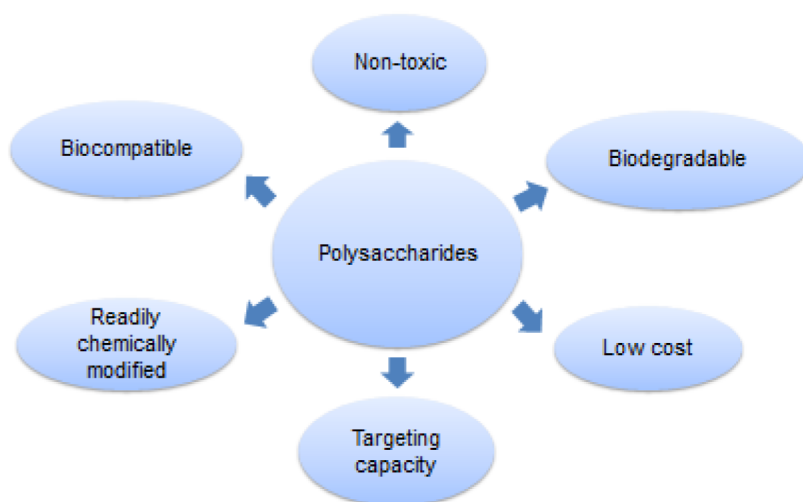 Non-toxic
Biocompatible
Biodegradable
Polysaccharides
Readily
chemically
modified
Low cost
Targeting
capacity